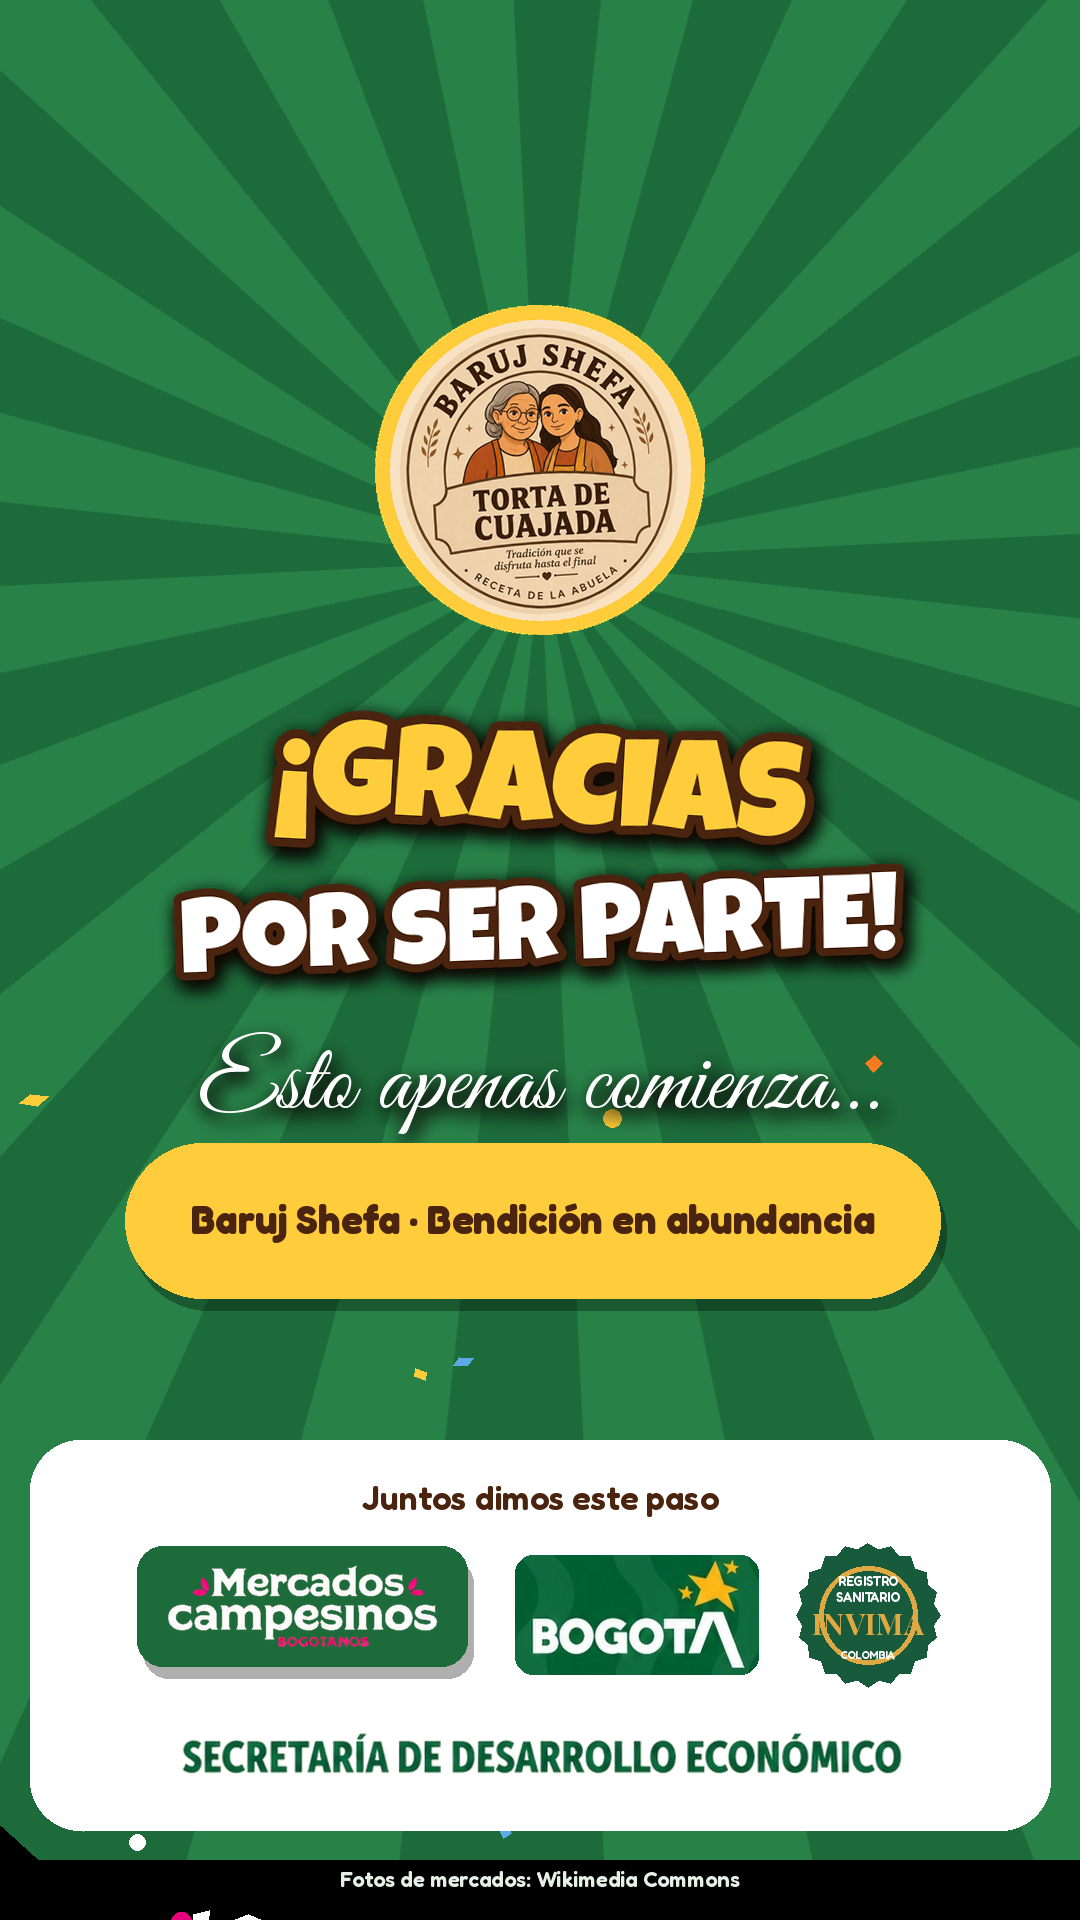 BARUJ SHEFA
TORTA DE
CUAJADA
Tradición que se
disfruta hasta el final
• RECETA DE LA ABUELA •
¡GRACIAS
POR SER PARTE!
Esto apenas comienza...
Baruj Shefa • Bendición en abundancia
Juntos dimos este paso
Mercados
campesinos
BOGOTANOS
BOGOTÁ
REGISTRO
SANITARIO
INVIMA
COLOMBIA
SECRETARÍA DE DESARROLLO ECONÓMICO
Fotos de mercados: Wikimedia Commons